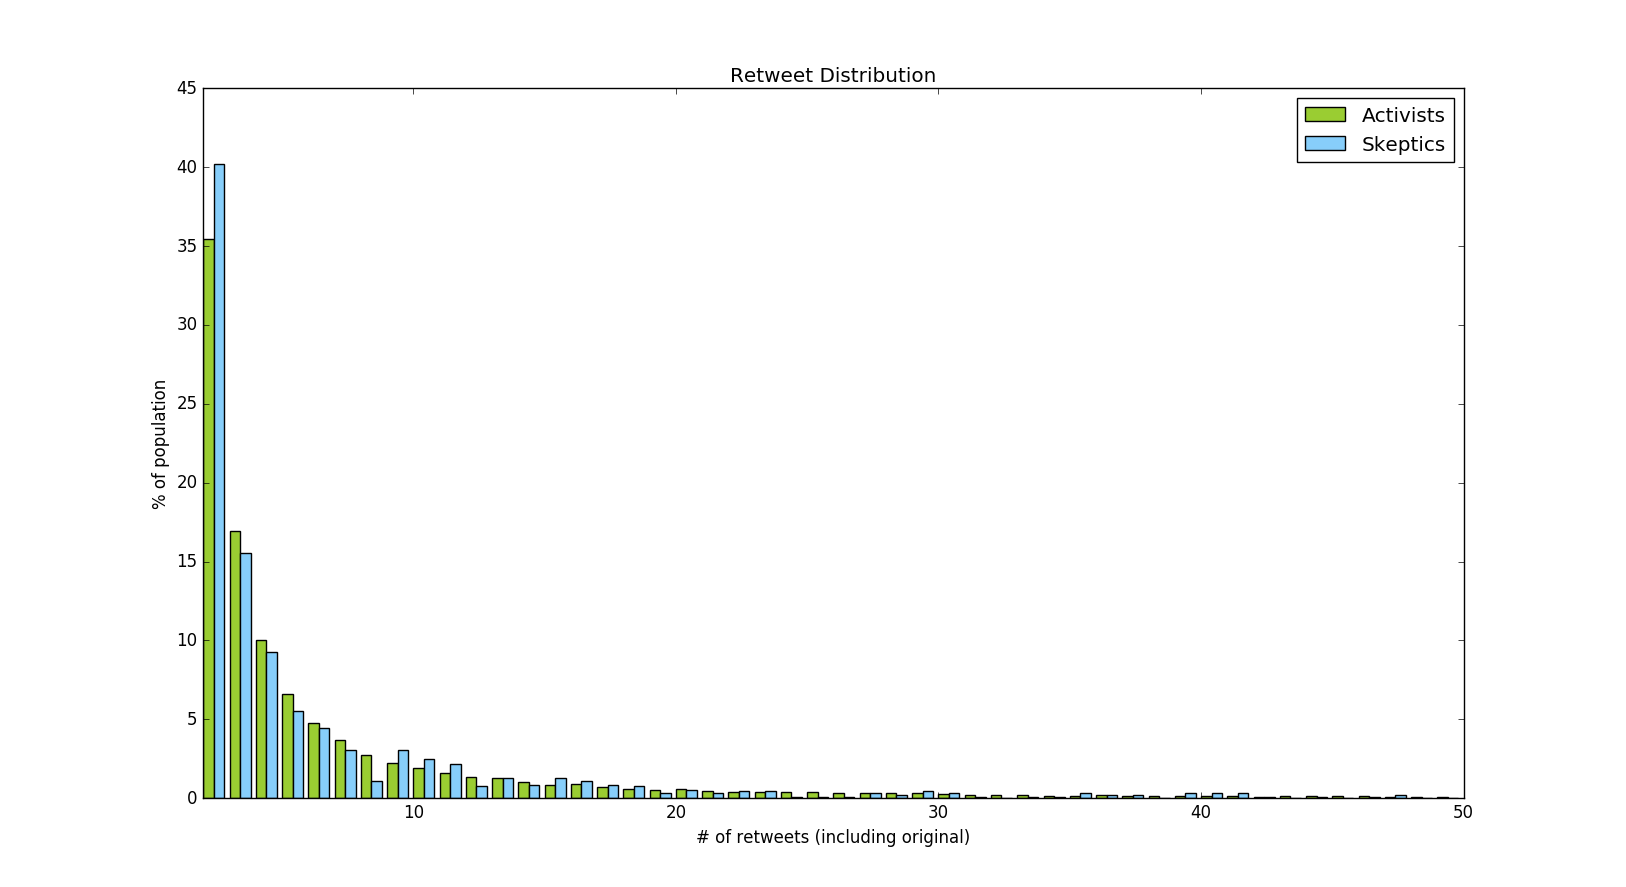 Retweet Distribution
Activists
Skeptics
45
40
35
30
25
20
15
10
5
0
% of population
10 20 30 40 50
# of retweets (including original)